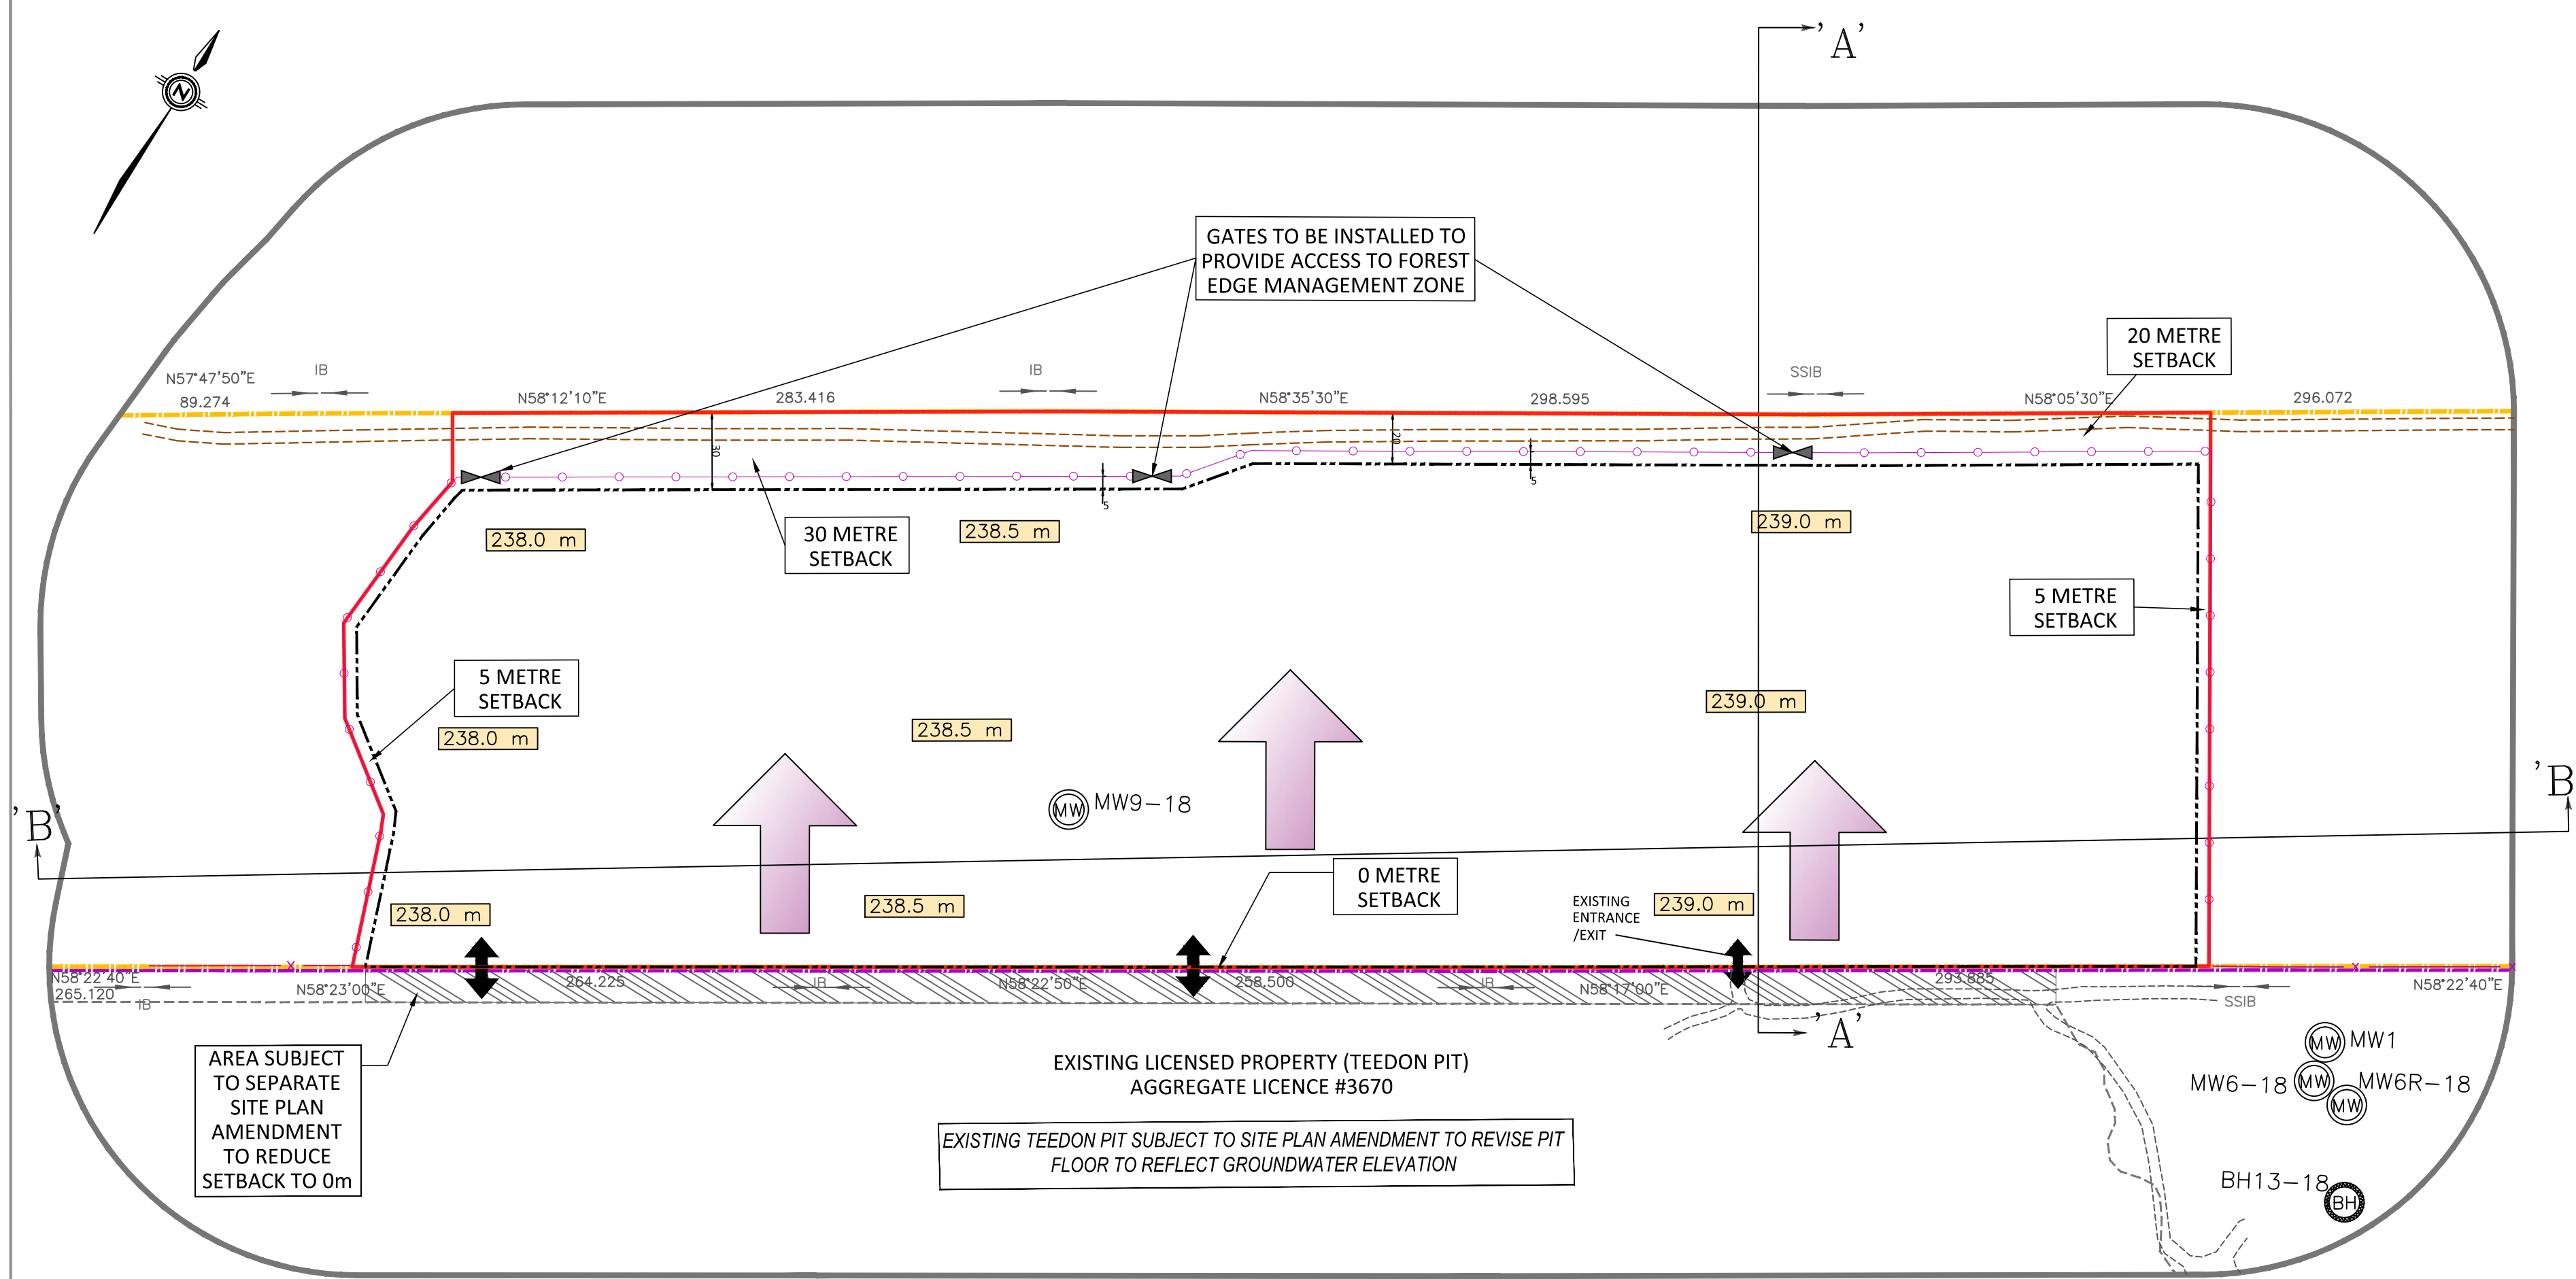 'A'
N
GATES TO BE INSTALLED TO
PROVIDE ACCESS TO FOREST
EDGE MANAGEMENT ZONE
20 METRE
SETBACK
N57°47'50"E
89.274
IB
N58°12'10"E
283.416
IB
N58°35'30"E
298.595
SSIB
N58°05'30"E
296.072
30
20
5
5
238.0 m
30 METRE
SETBACK
238.5 m
239.0 m
5 METRE
SETBACK
5 METRE
SETBACK
238.0 m
238.5 m
239.0 m
MW
MW9-18
'B'
'B
0 METRE
SETBACK
238.0 m
238.5 m
EXISTING
ENTRANCE
/EXIT
239.0 m
N58°22'40"E
265.120
IB
N58°23'00"E
264.225
IB
N58°22'50"E
258.500
IB
N58°17'00"E
293.885
SSIB
N58°22'40"E
'A'
AREA SUBJECT
TO SEPARATE
SITE PLAN
AMENDMENT
TO REDUCE
SETBACK TO 0m
EXISTING LICENSED PROPERTY (TEEDON PIT)
AGGREGATE LICENCE #3670
EXISTING TEEDON PIT SUBJECT TO SITE PLAN AMENDMENT TO REVISE PIT
FLOOR TO REFLECT GROUNDWATER ELEVATION
MW
MW1
MW6-18
MW
MW6R-18
MW
BH13-18
BH